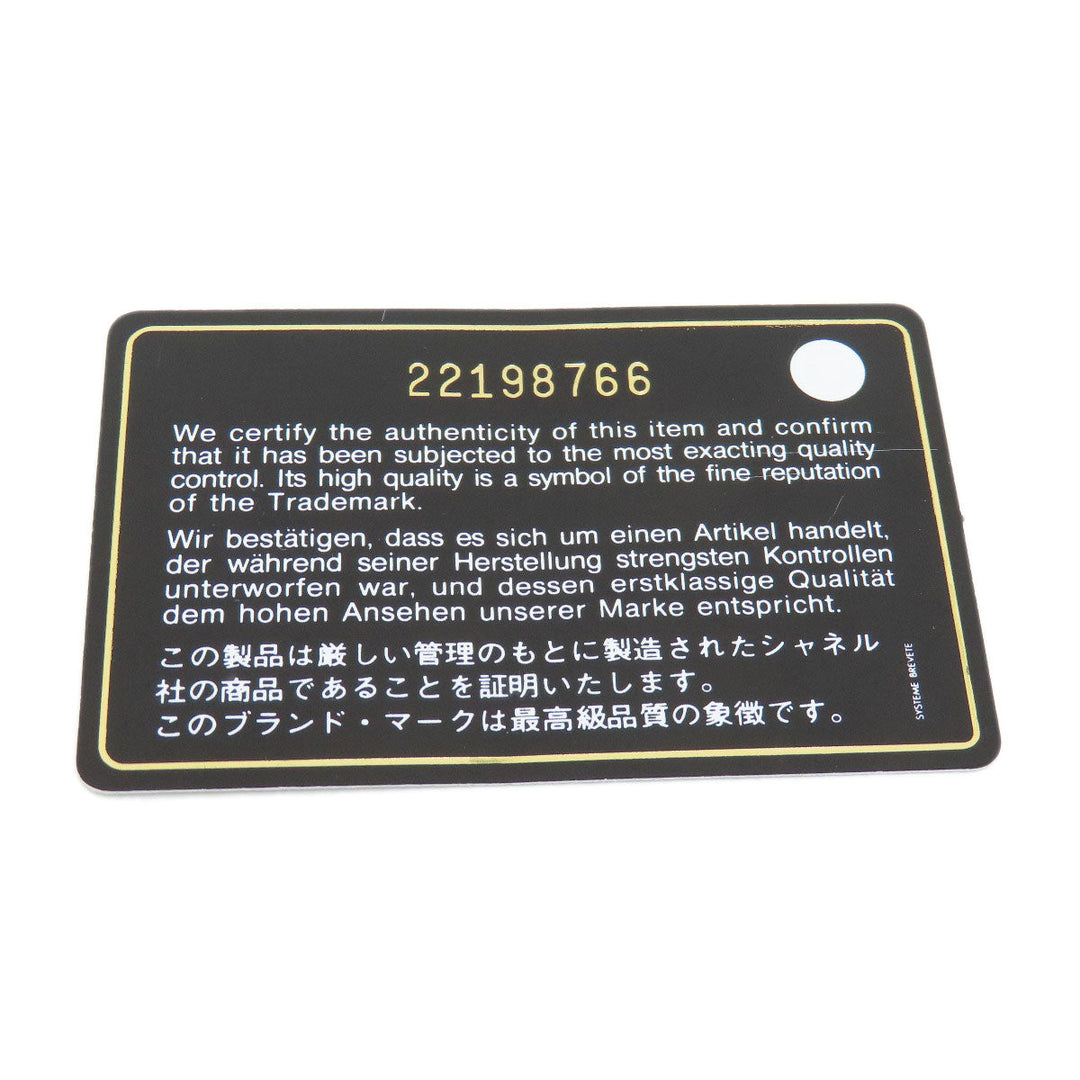 22198766
We certify the authenticity of this item and confirm
that it has been subjected to the most exacting quality
control. Its high quality is a symbol of the fine reputation
of the Trademark.
Wir bestätigen, dass es sich um einen Artikel handelt,
der während seiner Herstellung strengsten Kontrollen
unterworfen war, und dessen erstklassige Qualität
dem hohen Ansehen unserer Marke entspricht.
この製品は厳しい管理のもとに製造されたシャネル
社の商品であることを証明いたします。
このブランド・マークは最高級品質の象徴です。
SYSTEME BREVETE